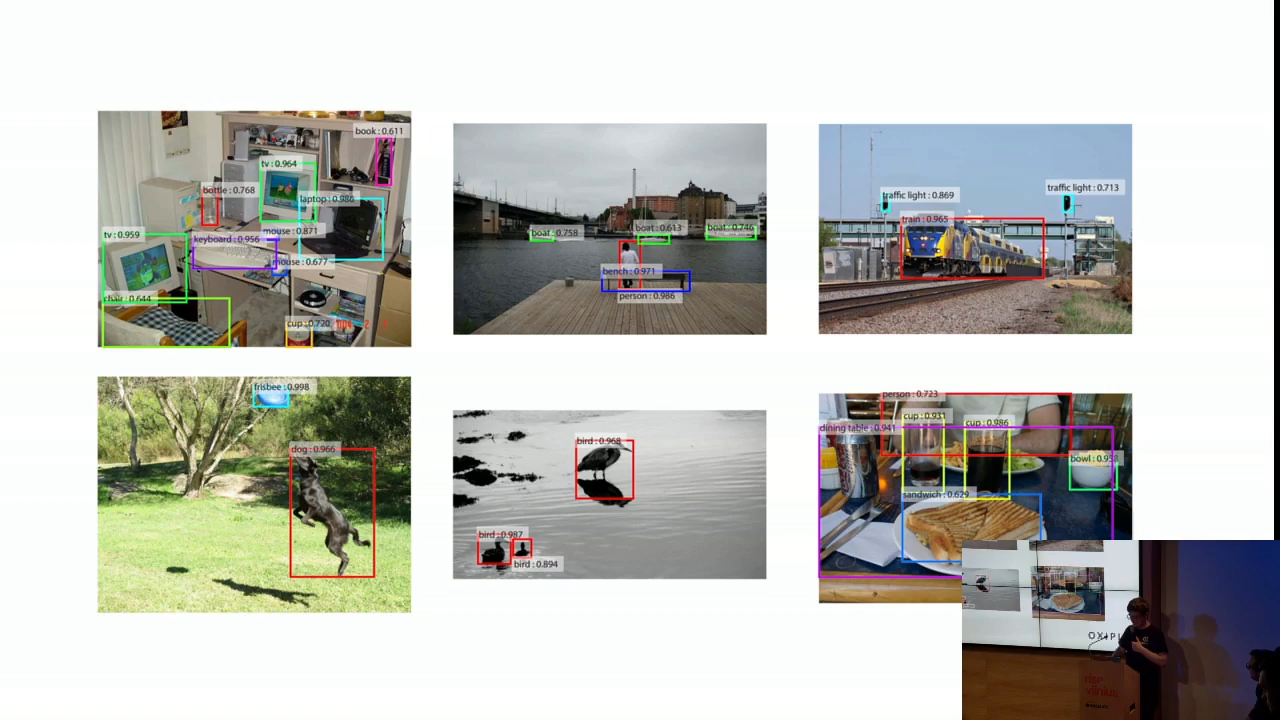 book : 0.611
tv : 0.964
bottle : 0.768
laptop : 0.986
mouse : 0.871
tv : 0.959
keyboard : 0.956
mouse : 0.677
chair : 0.644
cup : 0.720
boat : 0.758
boat : 0.613
boat : 0.746
bench : 0.971
person : 0.986
traffic light : 0.869
traffic light : 0.713
train : 0.965
frisbee : 0.998
dog : 0.966
bird : 0.968
bird : 0.987
bird : 0.894
person : 0.723
cup : 0.931
cup : 0.986
dining table : 0.941
sandwich : 0.629
rise
vilnius